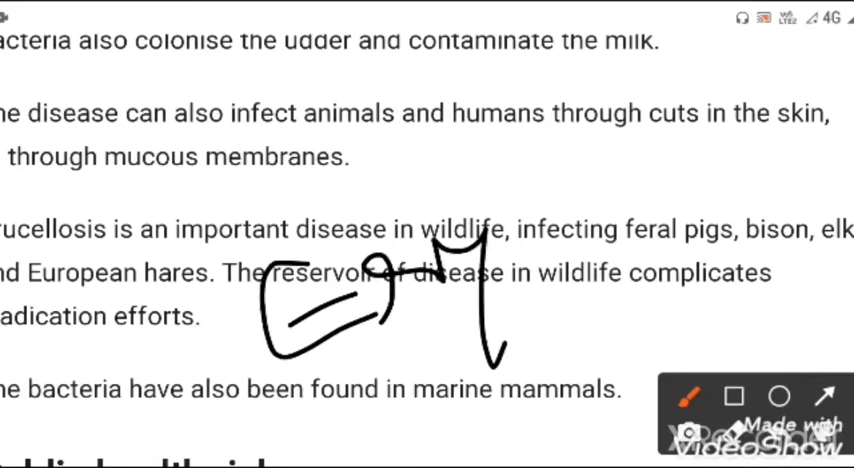 4G
acteria also colonise the udder and contaminate the milk.
ne disease can also infect animals and humans through cuts in the skin,
through mucous membranes.
rucellosis is an important disease in wildlife, infecting feral pigs, bison, elk
nd European hares. The reservoir of disease in wildlife complicates
adication efforts.
ne bacteria have also been found in marine mammals.
Made with
VideoShow